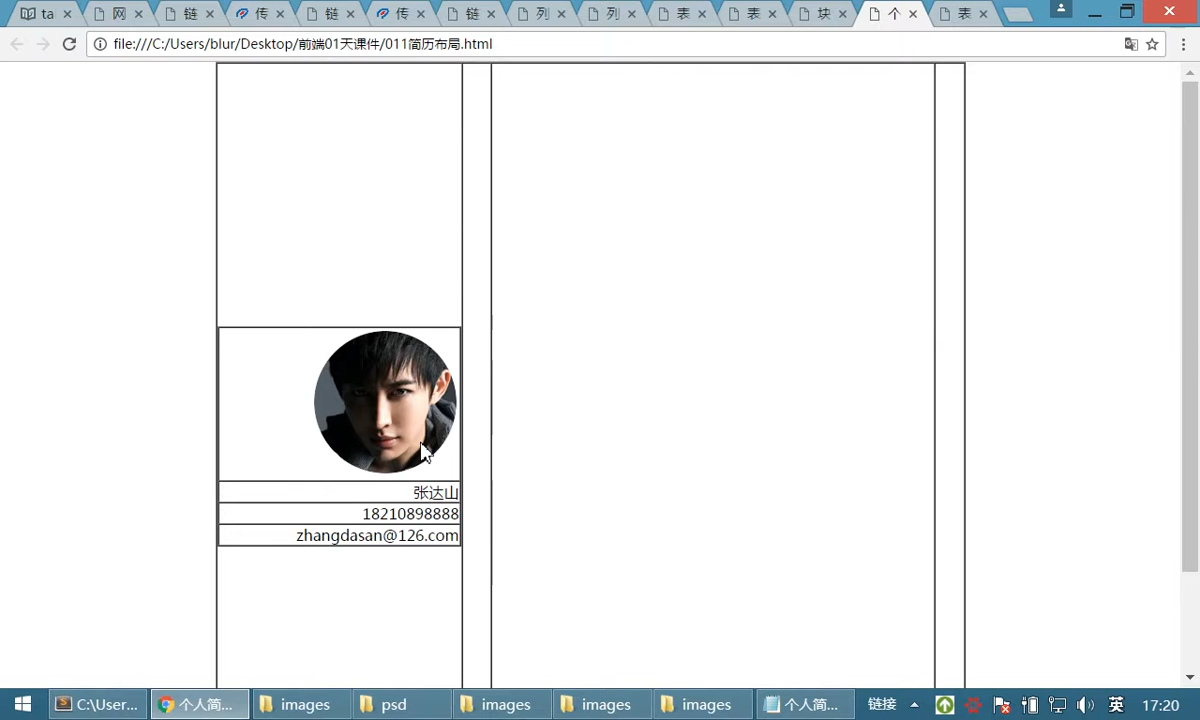 ta
网
链
传
链
传
链
列
列
表
表
块
个
表
file:///C:/Users/blur/Desktop/前端01天课件/011简历布局.html
张达山
18210898888
zhangdasan@126.com
C:\User...
个人简...
images
psd
images
images
images
个人简...
链接
英
17:20